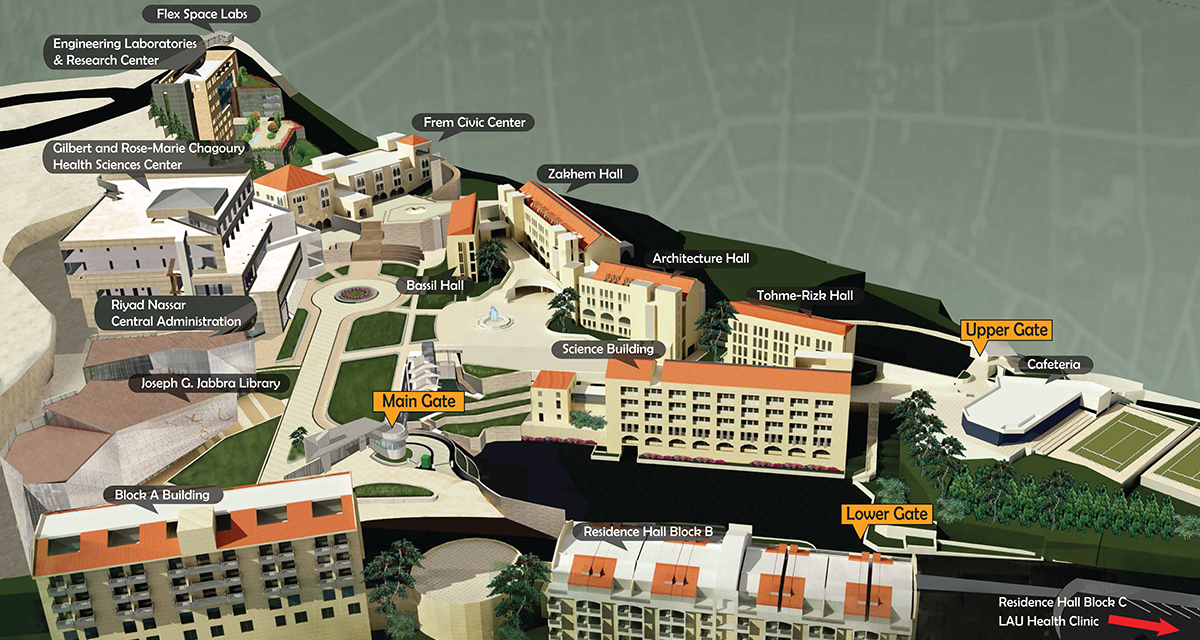 Flex Space Labs
Engineering Laboratories
& Research Center
Frem Civic Center
Gilbert and Rose-Marie Chagoury
Health Sciences Center
Zakhem Hall
Architecture Hall
Bassil Hall
Tohme-Rizk Hall
Riyad Nassar
Central Administration
Upper Gate
Science Building
Cafeteria
Joseph G. Jabbra Library
Main Gate
Block A Building
Lower Gate
Residence Hall Block B
Residence Hall Block C
LAU Health Clinic